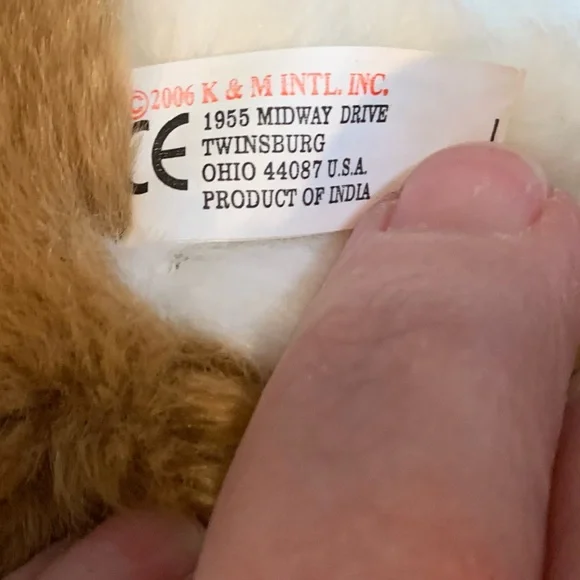 ©2006 K & M INTL. INC.
CE
1955 MIDWAY DRIVE
TWINSBURG
OHIO 44087 U.S.A.
PRODUCT OF INDIA